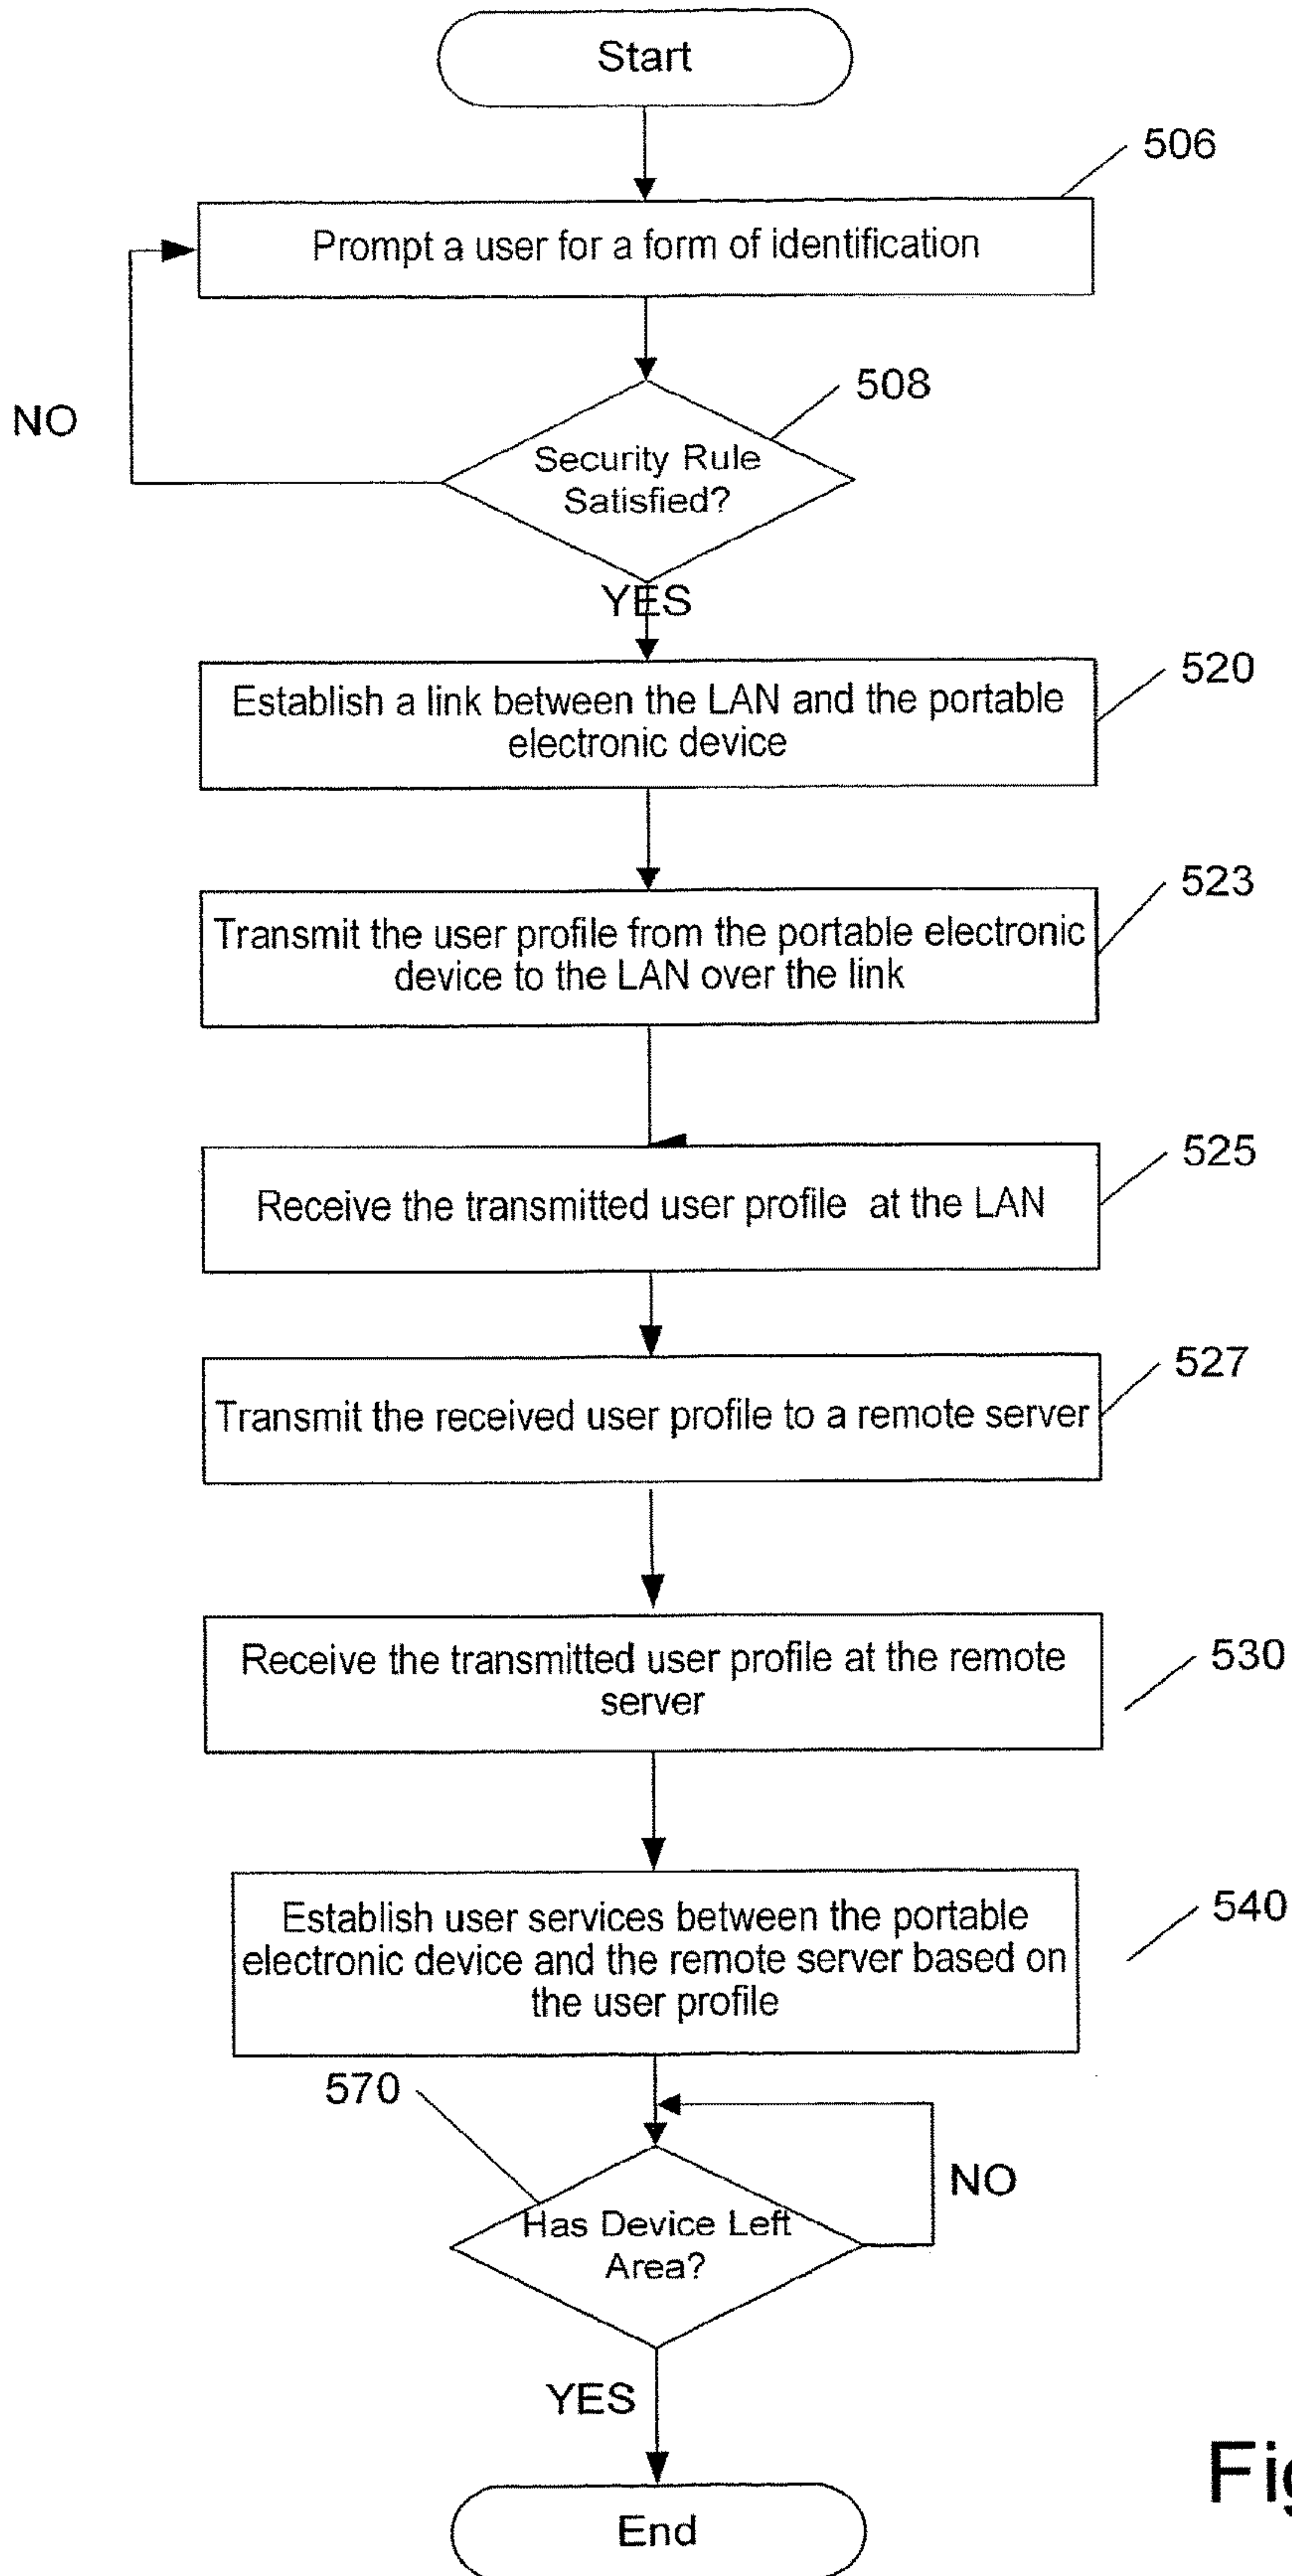 Start
506
Prompt a user for a form of identification
NO
508
Security Rule
Satisfied?
YES
520
Establish a link between the LAN and the portable
electronic device
523
Transmit the user profile from the portable electronic
device to the LAN over the link
525
Receive the transmitted user profile at the LAN
527
Transmit the received user profile to a remote server
530
Receive the transmitted user profile at the remote
server
540
Establish user services between the portable
electronic device and the remote server based on
the user profile
570
NO
Has Device Left
Area?
YES
End